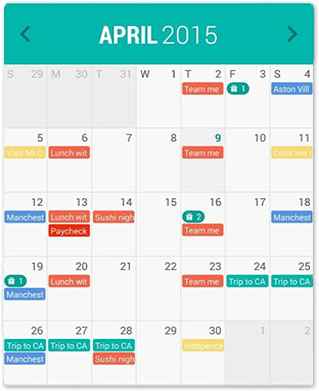 APRIL 2015
S 29 M 30 T 31 W 1 T 2 F 3 S 4
Team me 1 Aston Vill
5 6 7 8 9 10 11
Visit Mt C Lunch wit Team me Color me
12 13 14 15 16 17 18
Manchest Lunch wit Sushi nigh 2 Manchest
Paycheck Team me
19 20 21 22 23 24 25
1 Lunch wit Team me Trip to CA Trip to CA
Manchest
26 27 28 29 30 1 2
Trip to CA Trip to CA Trip to CA Indepenc
Manchest Sushi nigh